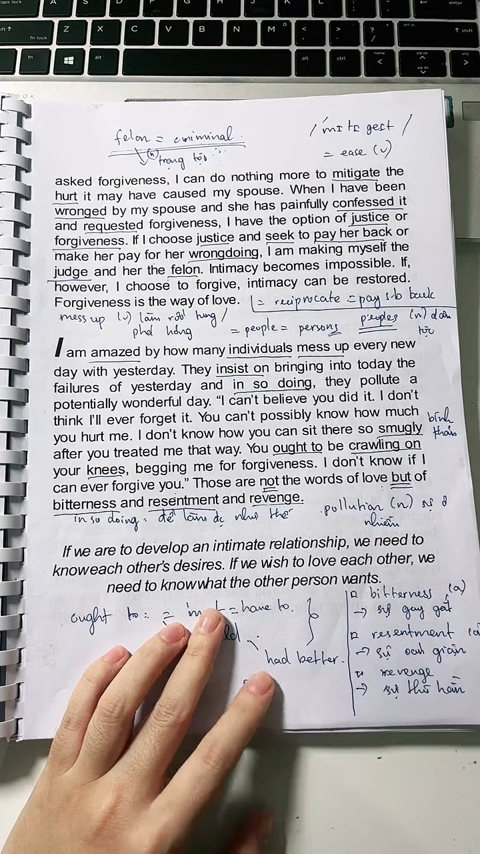 fn lock
Z X C V B N M
fn alt alt ctrl
felon = criminal
/ mɪtɪgeɪt /
(n) trọng tội
= ease (v)
asked forgiveness, I can do nothing more to mitigate the
hurt it may have caused my spouse. When I have been
wronged by my spouse and she has painfully confessed it
and requested forgiveness, I have the option of justice or
forgiveness. If I choose justice and seek to pay her back or
make her pay for her wrongdoing, I am making myself the
judge and her the felon. Intimacy becomes impossible. If,
however, I choose to forgive, intimacy can be restored.
Forgiveness is the way of love.
= reciprocate = pay s.b back
mess up (v) làm rối tung /
phá hỏng
= people = persons
peoples (n) dân
tộc
I am amazed by how many individuals mess up every new
day with yesterday. They insist on bringing into today the
failures of yesterday and in so doing, they pollute a
potentially wonderful day. “I can’t believe you did it. I don’t
think I’ll ever forget it. You can’t possibly know how much
you hurt me. I don’t know how you can sit there so smugly
after you treated me that way. You ought to be crawling on
your knees, begging me for forgiveness. I don’t know if I
can ever forgive you.” Those are not the words of love but of
bitterness and resentment and revenge.
in so doing: để làm đc như thế
pollution (n) sự ô
nhiễm
If we are to develop an intimate relationship, we need to
know each other’s desires. If we wish to love each other, we
need to know what the other person wants.
ought to: = = have to
had better.
bitterness
→ sự gay gắt
resentment
→ sự oán giận
revenge
→ sự thù hằn